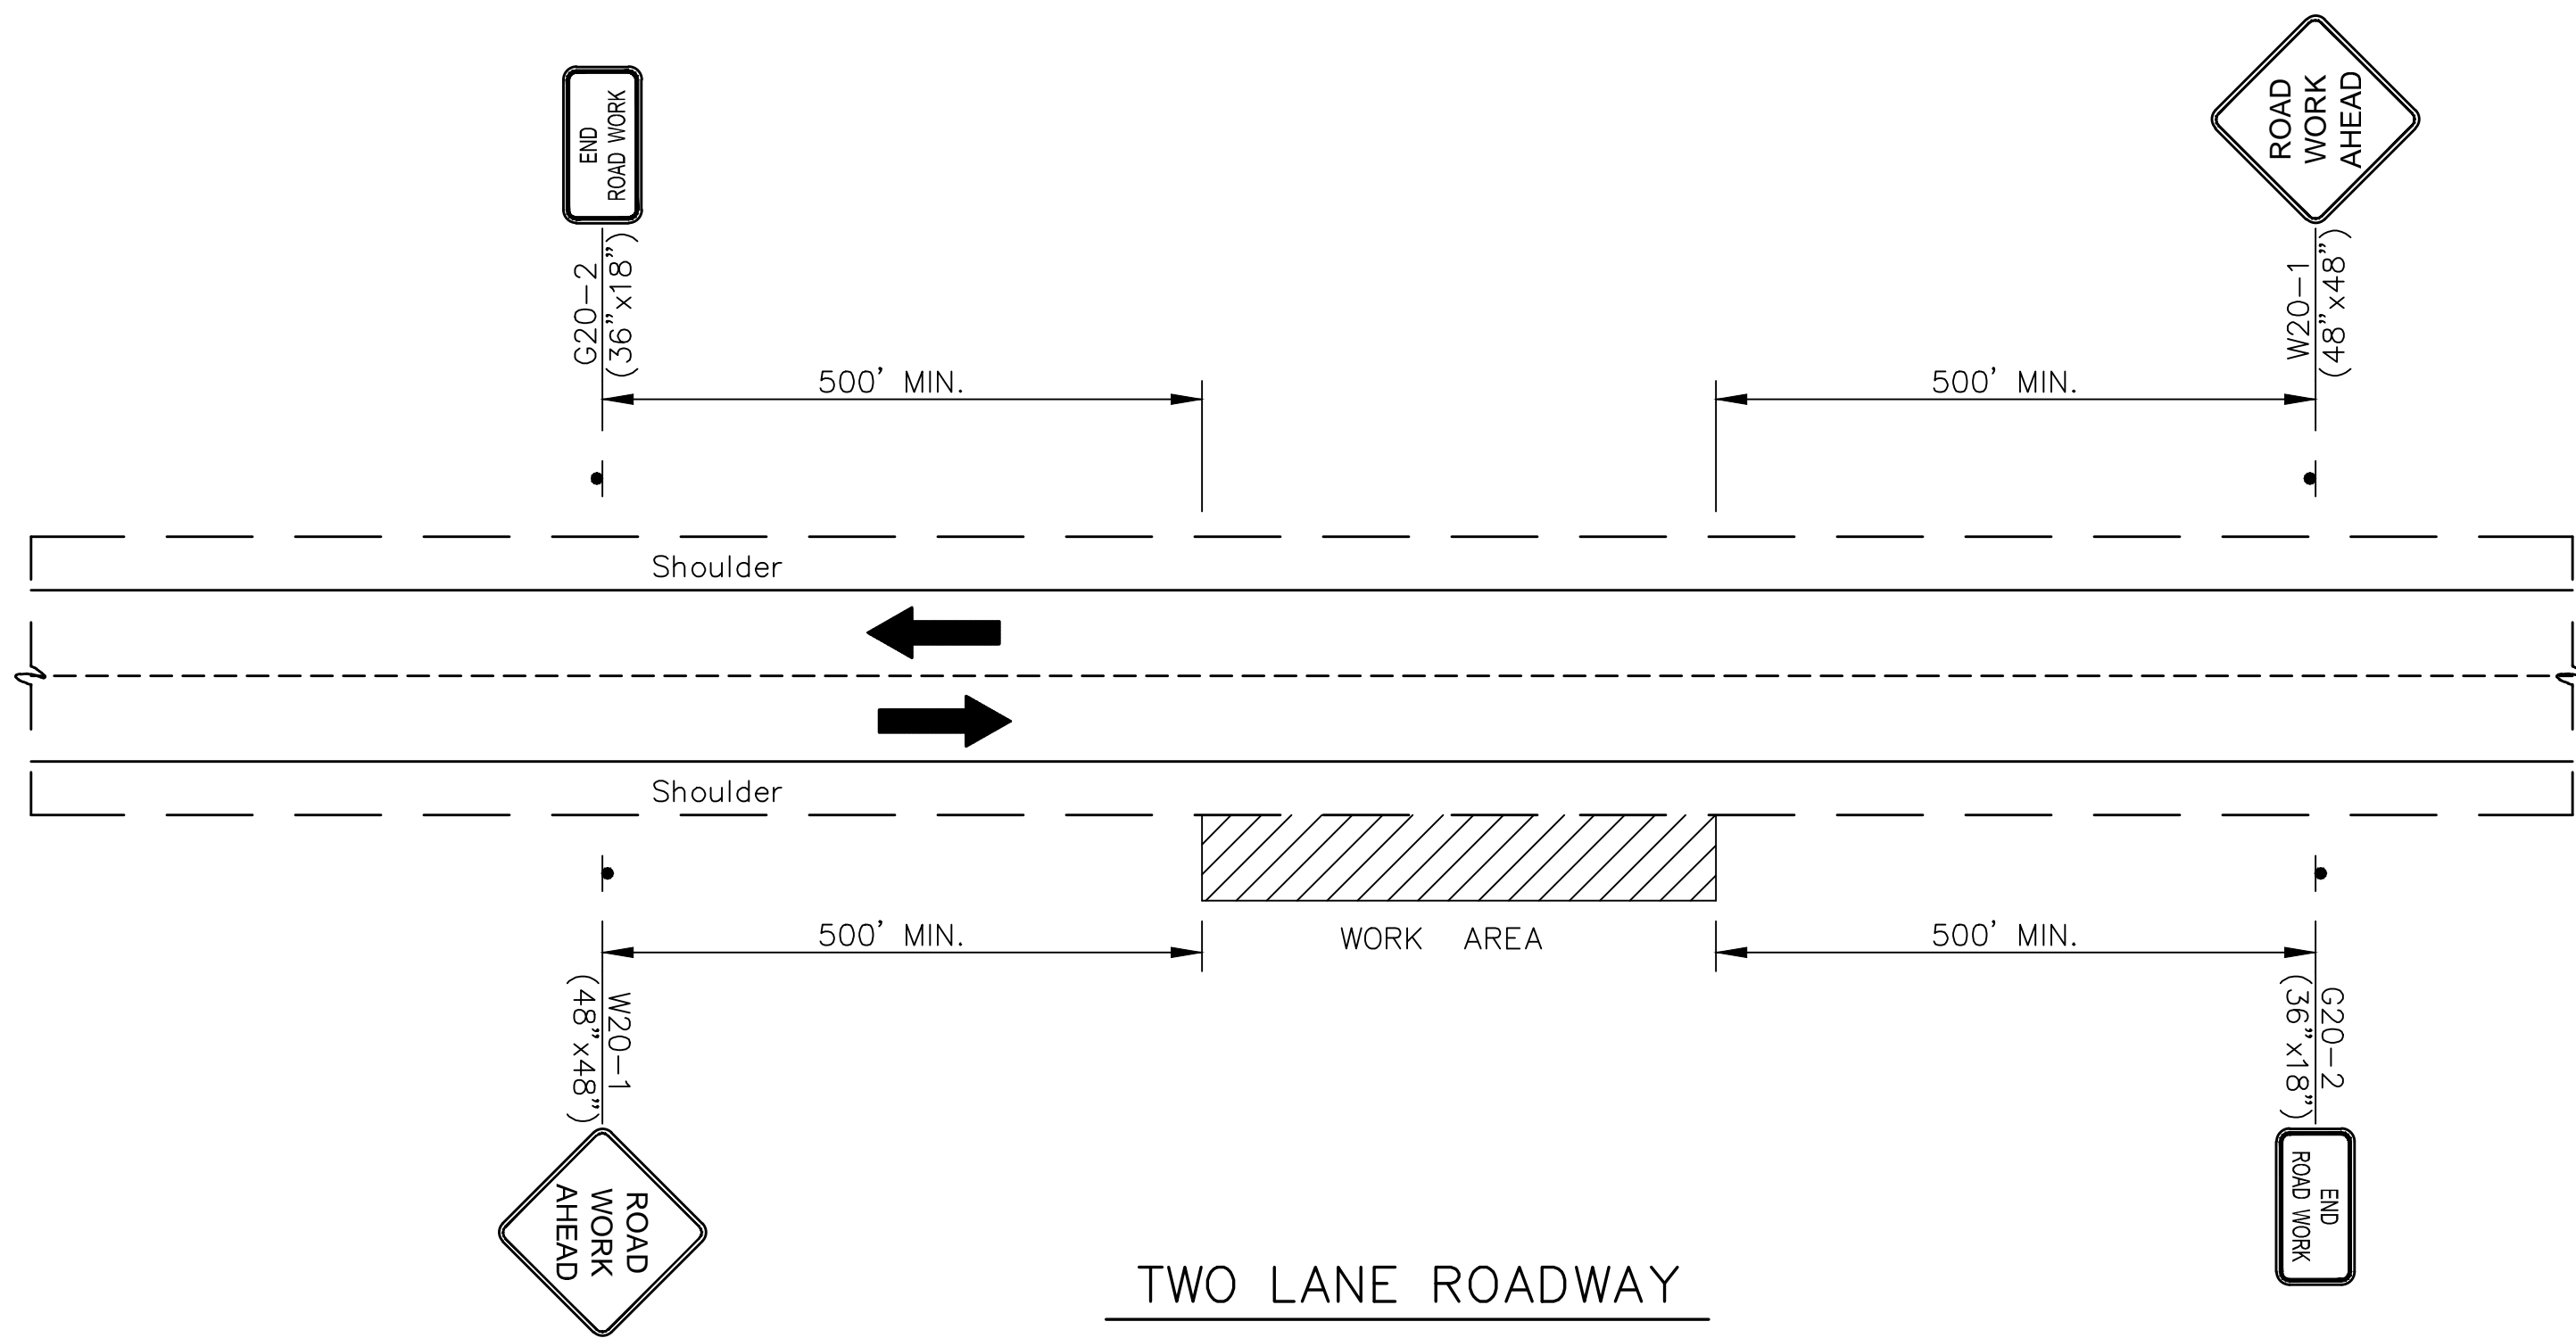 END
ROAD WORK
G20-2
(36"x18")
ROAD
WORK
AHEAD
W20-1
(48"x48")
500' MIN.
500' MIN.
Shoulder
Shoulder
500' MIN.
WORK AREA
500' MIN.
W20-1
(48"x48")
ROAD
WORK
AHEAD
G20-2
(36"x18")
END
ROAD WORK
TWO LANE ROADWAY